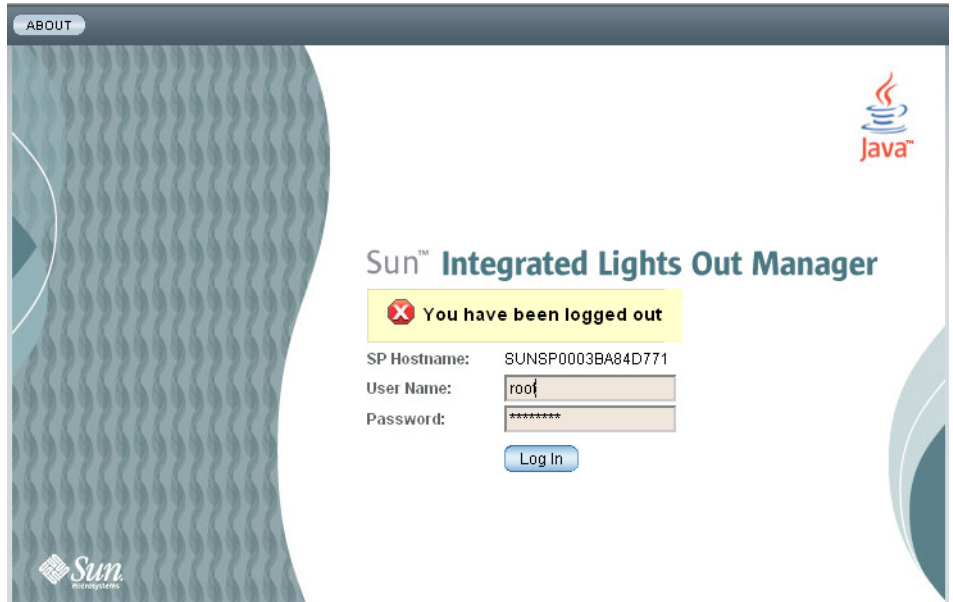 ABOUT
Java™
Sun™ Integrated Lights Out Manager
You have been logged out
SP Hostname: SUNSP0003BA84D771
User Name: root
Password: ********
Log In
Sun
microsystems